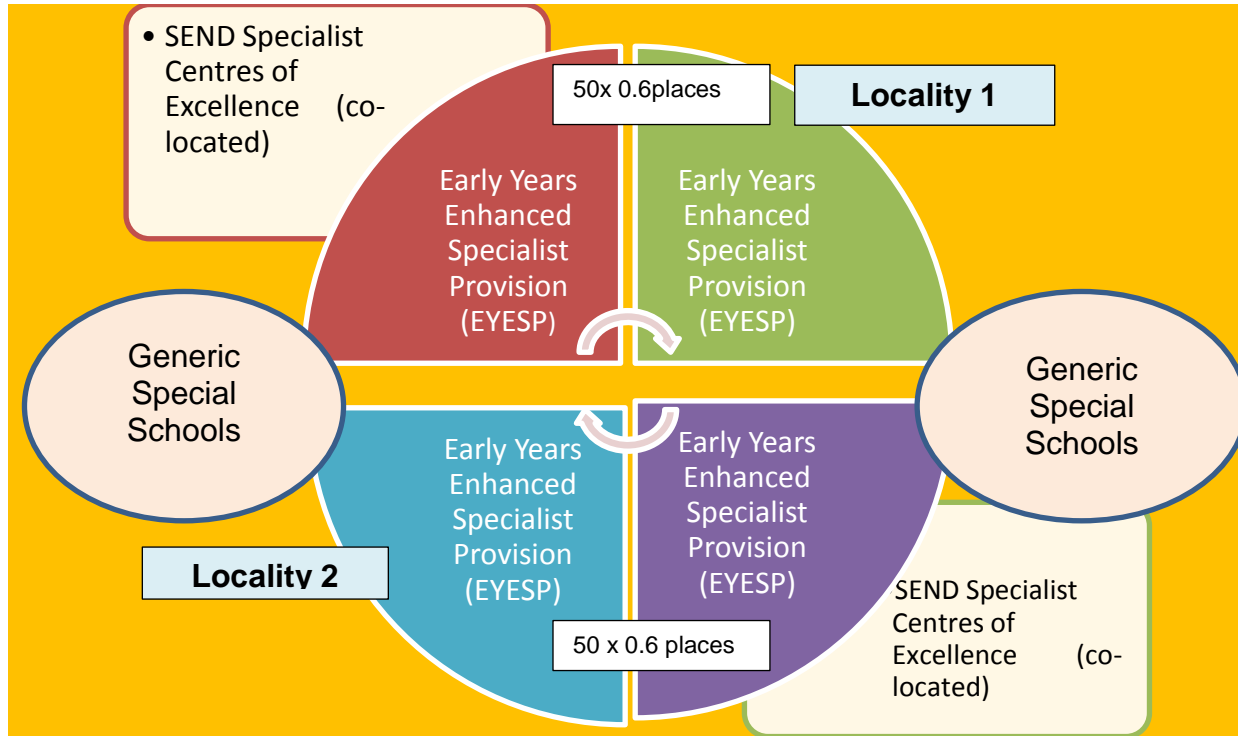 • SEND Specialist
Centres of
Excellence (co-
located)
50x 0.6places
Locality 1
Early Years
Enhanced
Specialist
Provision
(EYESP)
Early Years
Enhanced
Specialist
Provision
(EYESP)
Generic
Special
Schools
Generic
Special
Schools
Early Years
Enhanced
Specialist
Provision
(EYESP)
Early Years
Enhanced
Specialist
Provision
(EYESP)
Locality 2
50 x 0.6 places
SEND Specialist
Centres of
Excellence (co-
located)